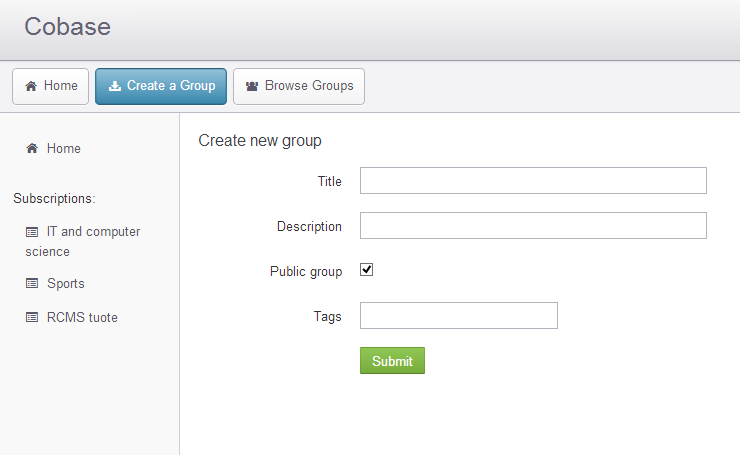 Cobase
Home
Create a Group
Browse Groups
Home
Subscriptions:
IT and computer
science
Sports
RCMS tuote
Create new group
Title
Description
Public group
Tags
Submit